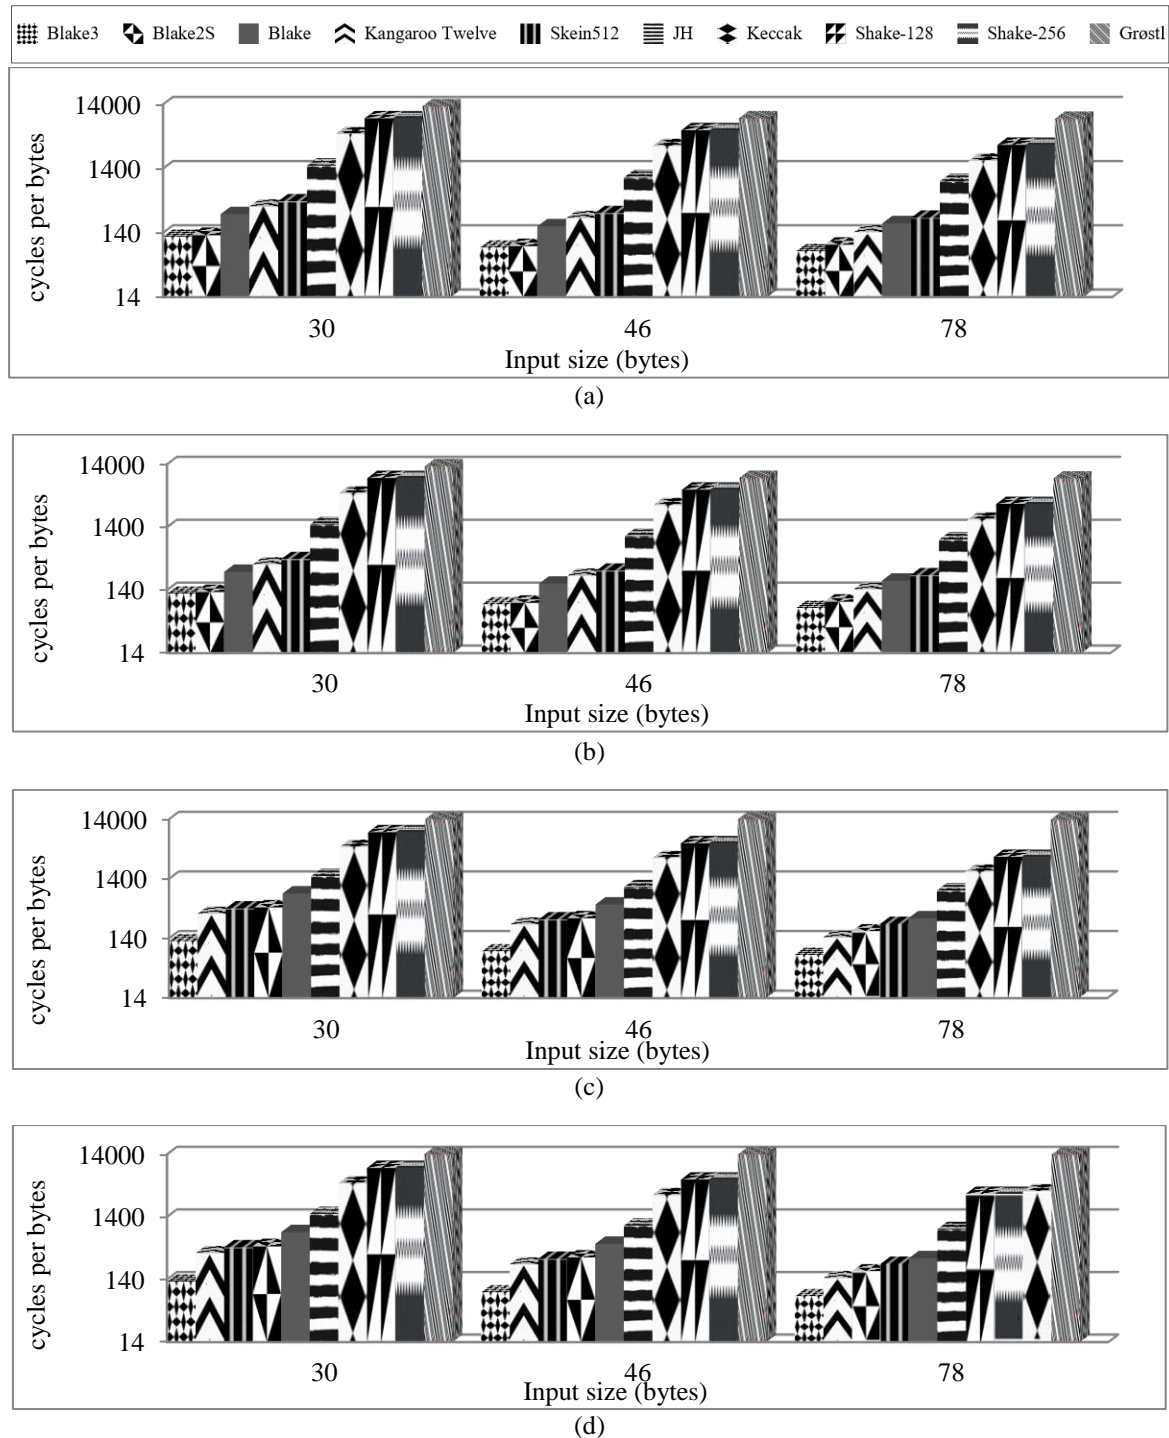 Blake3 Blake2S Blake Kangaroo Twelve Skein512 JH Keccak Shake-128 Shake-256 Grøstl
cycles per bytes
14000
1400
140
14
30 46 78
Input size (bytes)
(a)
cycles per bytes
14000
1400
140
14
30 46 78
Input size (bytes)
(b)
cycles per bytes
14000
1400
140
14
30 46 78
Input size (bytes)
(c)
cycles per bytes
14000
1400
140
14
30 46 78
Input size (bytes)
(d)